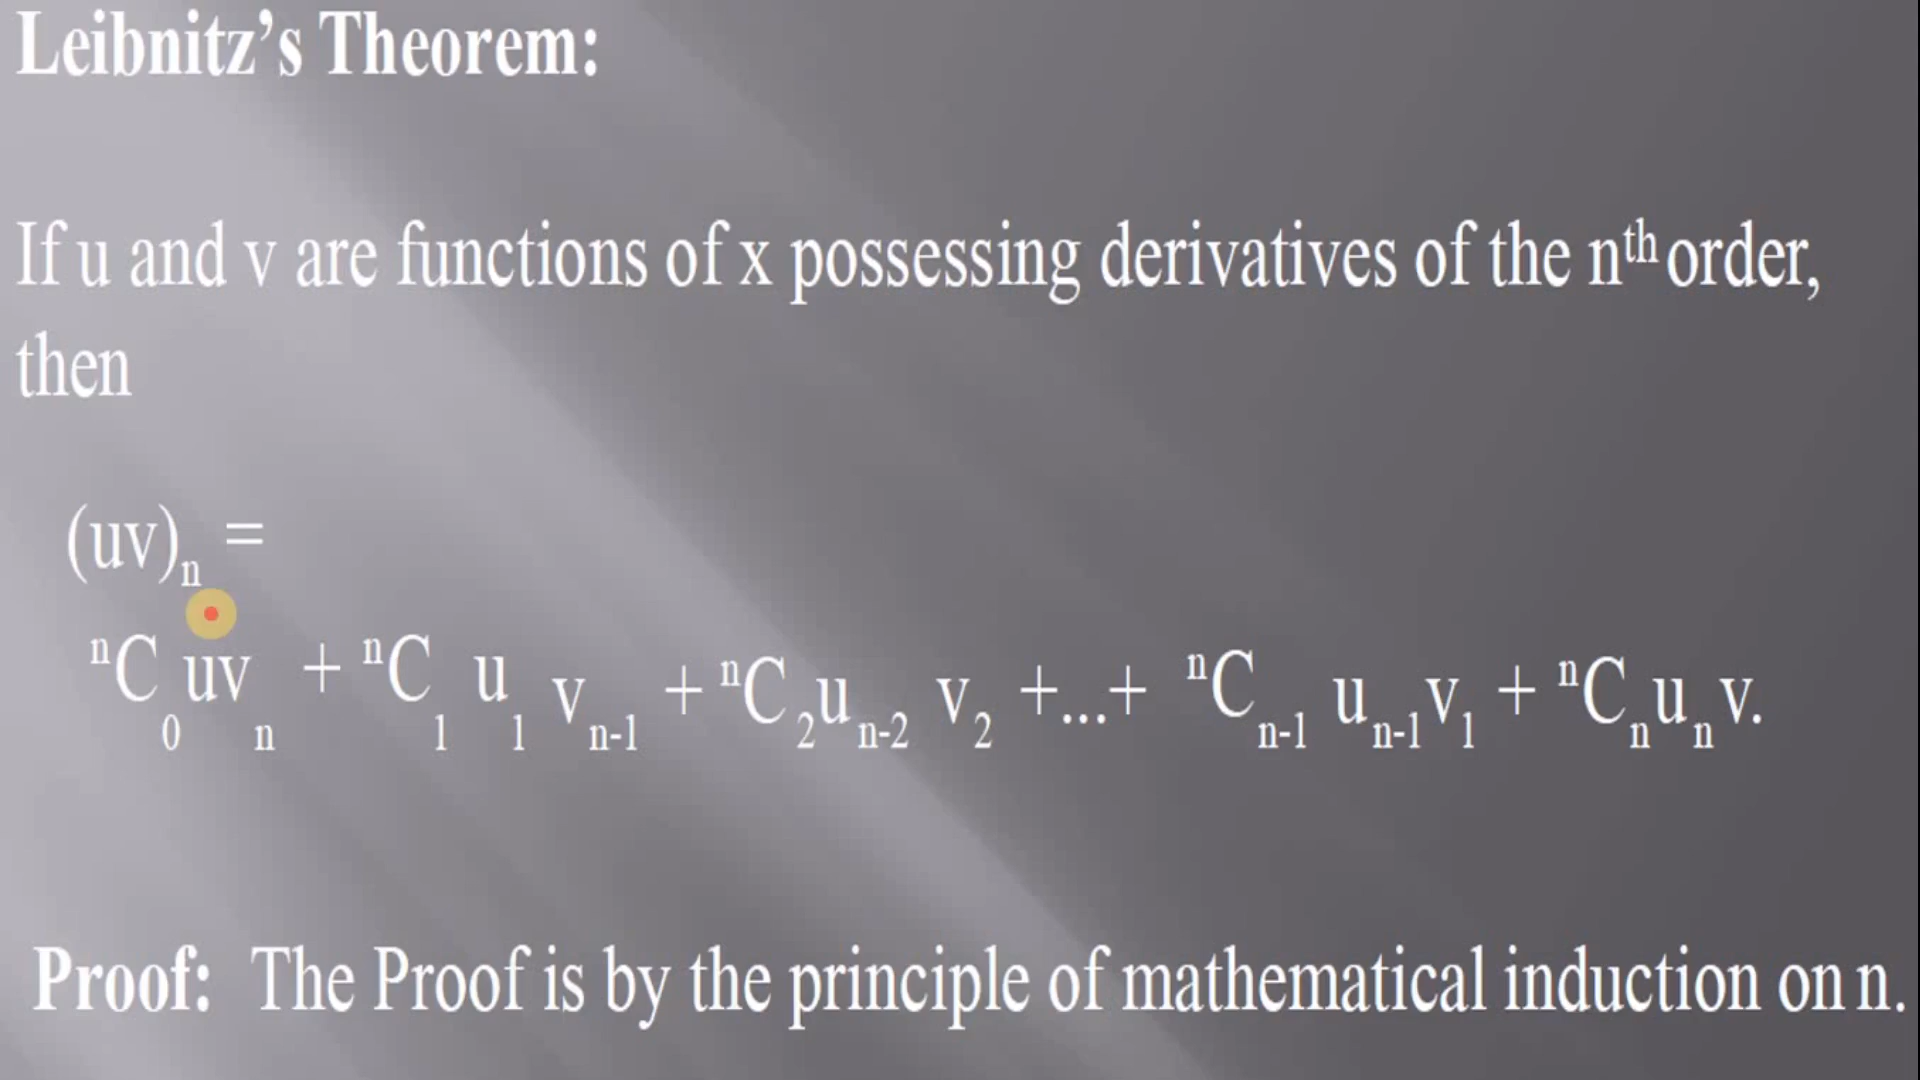 Leibnitz's Theorem:
If u and v are functions of x possessing derivatives of the nᵗʰ order,
then
(uv)ₙ =
ⁿC₀ uvₙ + ⁿC₁ u₁ vₙ₋₁ + ⁿC₂uₙ₋₂ v₂ +...+ ⁿCₙ₋₁ uₙ₋₁v₁ + ⁿCₙuₙv.
Proof: The Proof is by the principle of mathematical induction on n.